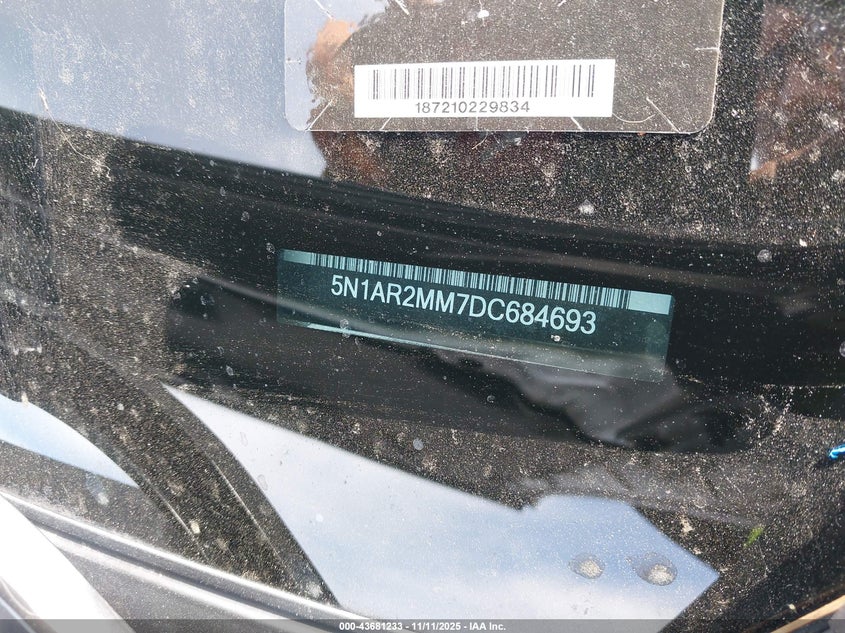 187210229834
5N1AR2MM7DC684693
000-43681233 - 11/11/2025 - IAA Inc.